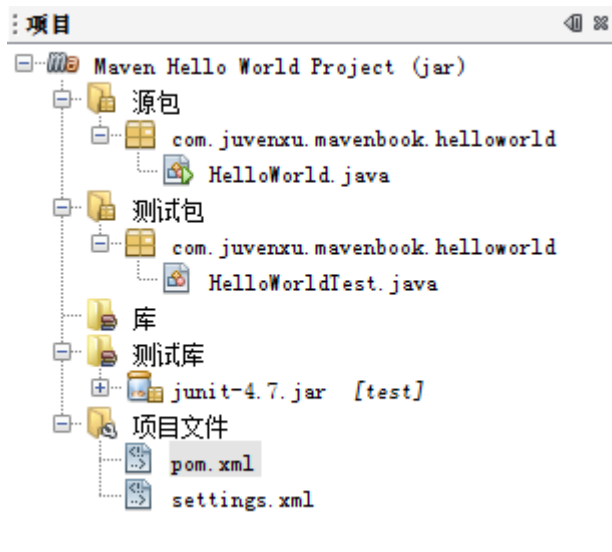 项目
Maven Hello World Project (jar)
源包
com.juvenxu.mavenbook.helloworld
HelloWorld.java
测试包
com.juvenxu.mavenbook.helloworld
HelloWorldTest.java
库
测试库
junit-4.7.jar [test]
项目文件
pom.xml
settings.xml